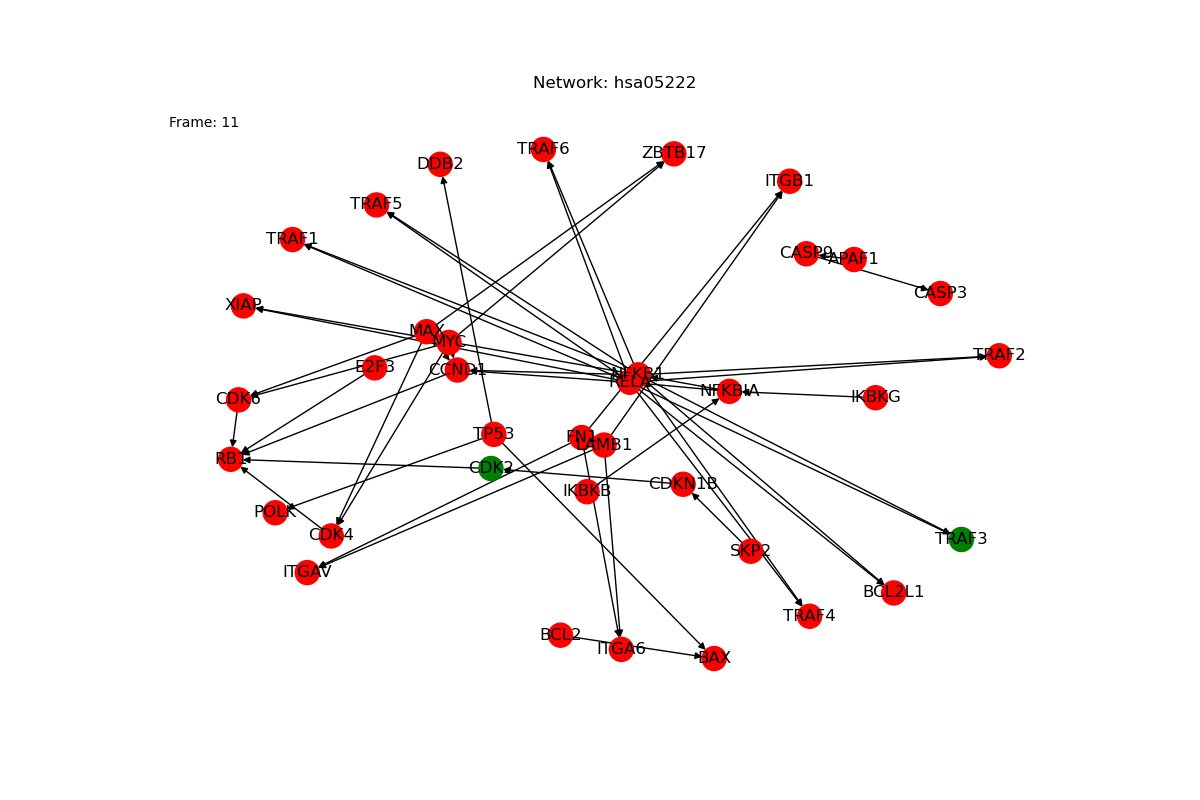 Network: hsa05222
Frame: 11
TRAF6
ZBTB17
DDB2
ITGB1
TRAF5
TRAF1
CASP9
APAF1
CASP3
XIAP
MAX
MYC
TRAF2
E2F3
CCND1
NFKB1
RELA
NFKBIA
IKBKG
CDK6
TP53
FN1
LAMB1
RB1
CDK2
CDKN1B
IKBKB
POLK
CDK4
TRAF3
SKP2
ITGAV
BCL2L1
TRAF4
BCL2
ITGA6
BAX